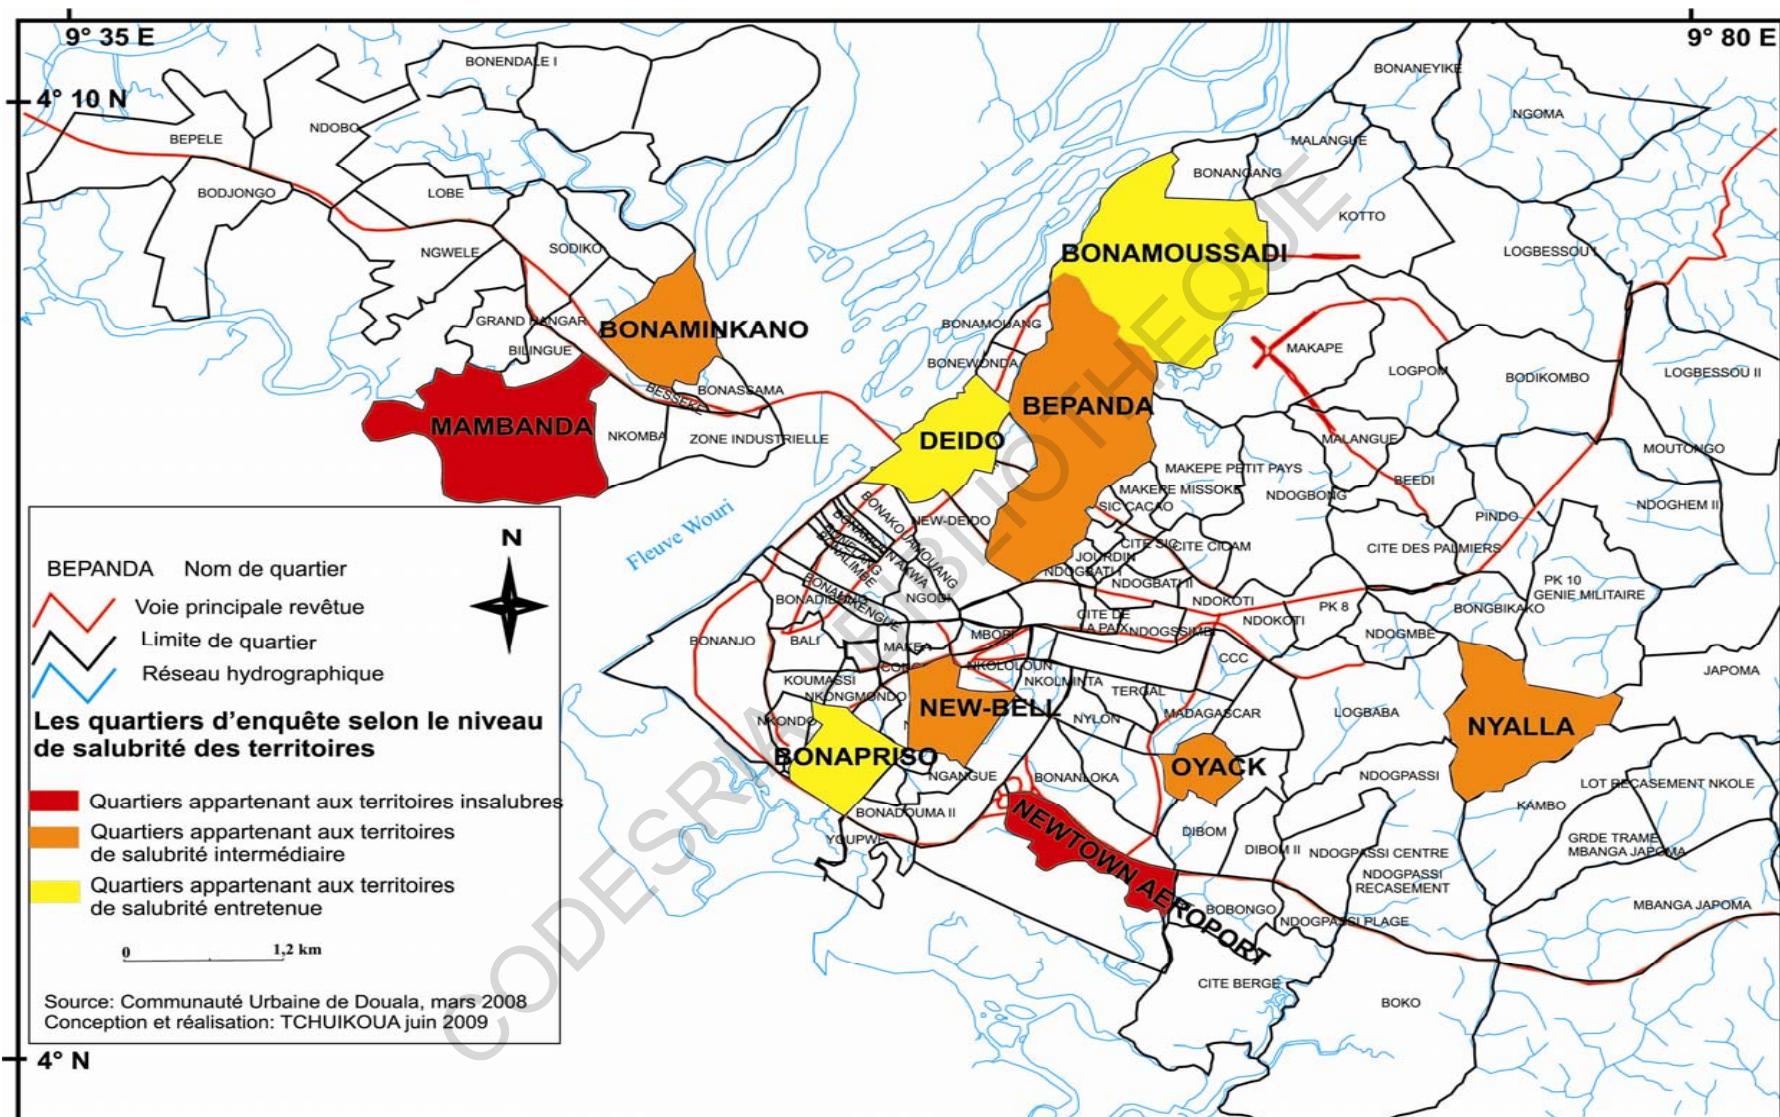 9° 35 E
9° 80 E
4° 10 N
BONENDALE I
BONANEYIKE
NGOMA
BEPELE
NDOBO
MALANGUE
BODJONGO
LOBE
BONANGANG
KOTTO
NGWELE
SODIKO
BONAMOUSSADI
LOGBESSOU I
GRAND HANGAR
BONAMINKANO
BONAMOUANG
BILINGUE
BONEWONDA
MAKAPE
LOGPOM
BODIKOMBO
LOGBESSOU II
BESSEKE
BONASSAMA
BEPANDA
MAMBANDA
NKOMBA
ZONE INDUSTRIELLE
DEIDO
MALANGUE
MOUTONGO
MAKEPE PETIT PAYS
BEEDI
MAKEPE MISSOKE
NDOGBONG
SIC CACAO
NDOGHEM II
Fleuve Wouri
NEW-DEIDO
PINDO
CITE SIC
CITE CICAM
CITE DES PALMIERS
JOURDIN
NDOGBATI
NDOGBATI II
PK 10
GENIE MILITAIRE
BONALIMBE
BONADIBONG
BONAMIKENGUE
NGODI
NDOKOTI
PK 8
BONGBIKAKO
CITE DE
LA PAIX
NDOGSSIMBI
NDOKOTI
NDOGMBE
BONANJO
BALI
MBOPI
CCC
JAPOMA
NKOLOLOUN
KOUMASSI
NKOLMINTA
NKONGMONDO
TERGAL
NEW-BELL
NYLON
MADAGASCAR
LOGBABA
NYALLA
NKONDO
BONAPRISO
OYACK
NGANGUE
BONANLOKA
NDOGPASSI
LOT RECASEMENT NKOLE
BONADOUMA II
KAMBO
YOUPWE
NEWTOWN AEROPORT
DIBOM
DIBOM II
NDOGPASSI CENTRE
GRDE TRAME
MBANGA JAPOMA
NDOGPASSI
RECASEMENT
BOBONGO
NDOGPASSI PLAGE
MBANGA JAPOMA
CITE BERGE
BOKO
N
BEPANDA Nom de quartier
Voie principale revêtue
Limite de quartier
Réseau hydrographique
Les quartiers d'enquête selon le niveau
de salubrité des territoires
Quartiers appartenant aux territoires insalubres
Quartiers appartenant aux territoires
de salubrité intermédiaire
Quartiers appartenant aux territoires
de salubrité entretenue
0 1,2 km
Source: Communauté Urbaine de Douala, mars 2008
Conception et réalisation: TCHUIKOUA juin 2009
4° N
CODESRIA - BIBLIOTHEQUE